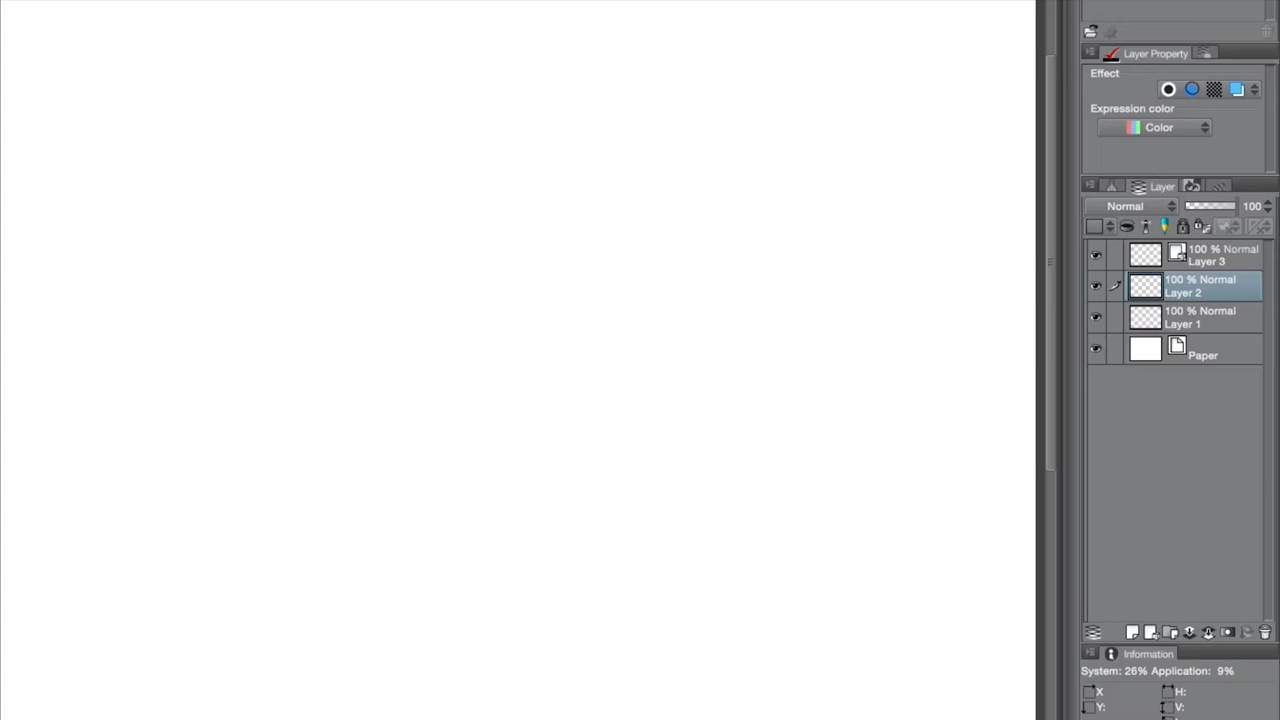 Layer Property
Effect
Expression color
Color
Layer
Normal 100
100 % Normal
Layer 3
100 % Normal
Layer 2
100 % Normal
Layer 1
Paper
Information
System: 26% Application: 9%
X H:
Y: V: